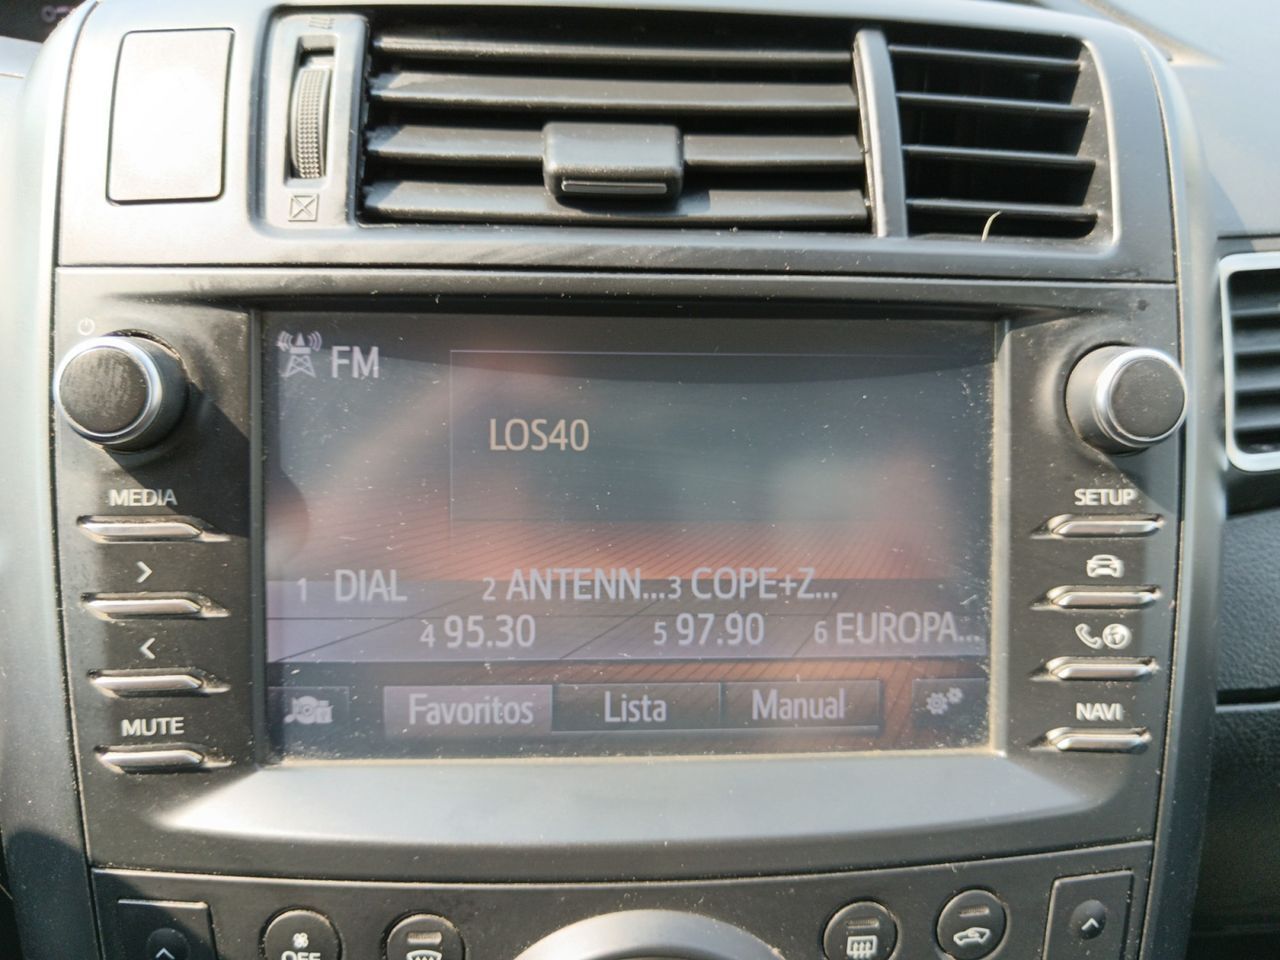 FM
LOS40
1 DIAL 2 ANTENN... 3 COPE+Z...
4 95.30 5 97.90 6 EUROPA...
Favoritos Lista Manual
MEDIA
MUTE
SETUP
NAVI
OFF